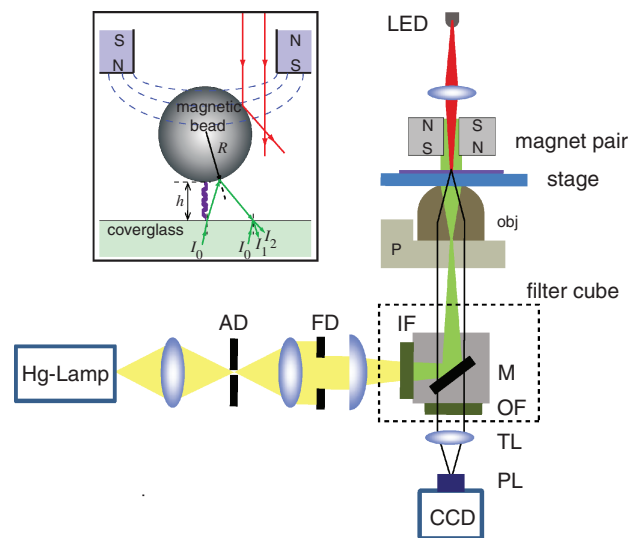 LED
S
N
N
S
magnetic
bead
R
h
coverglass
I0
I0
I1
I2
N
S
S
N
magnet pair
stage
obj
P
filter cube
IF
M
OF
AD
FD
Hg-Lamp
TL
PL
CCD